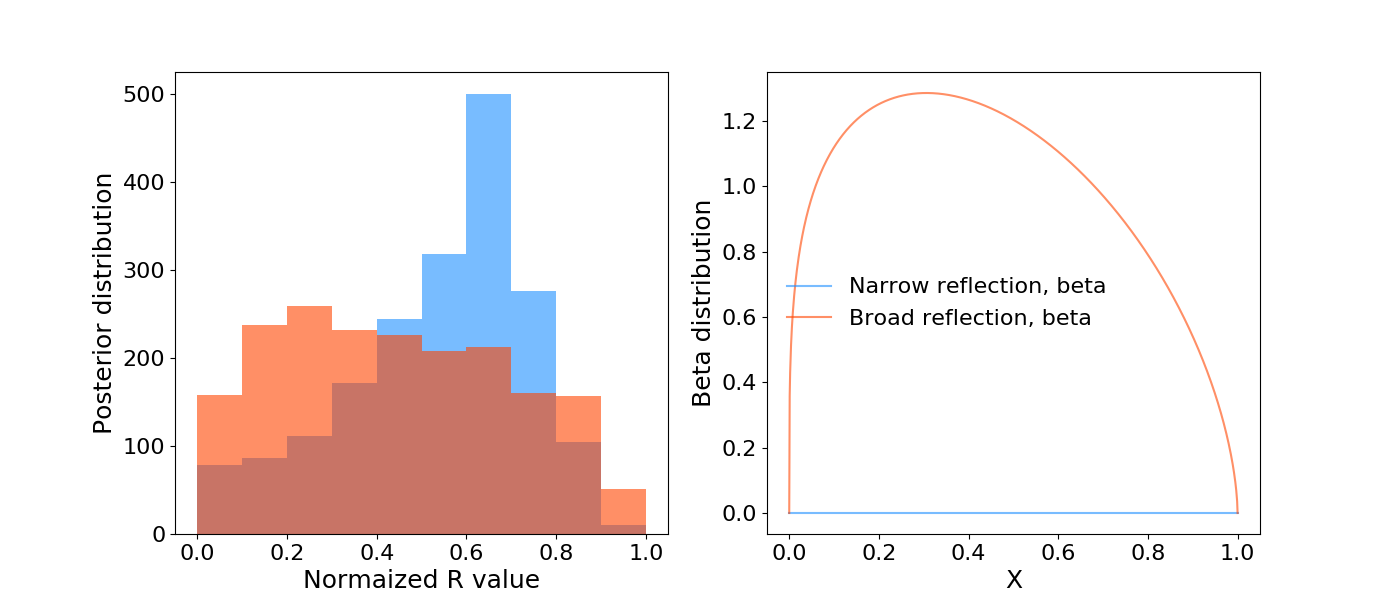 Posterior distribution
500
400
300
200
100
0
0.0 0.2 0.4 0.6 0.8 1.0
Normaized R value
Beta distribution
1.2
1.0
0.8
0.6
0.4
0.2
0.0
Narrow reflection, beta
Broad reflection, beta
0.0 0.2 0.4 0.6 0.8 1.0
X